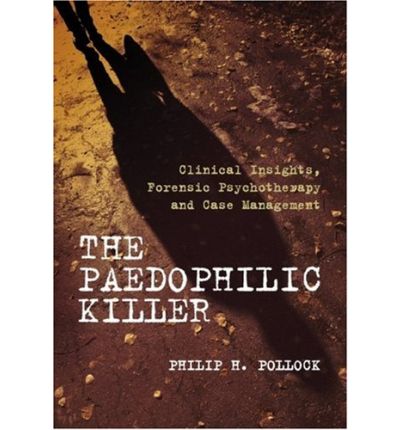 Clinical Insights,
Forensic Psychotherapy
and Case Management
THE
PAEDOPHILIC
KILLER
PHILIP H. POLLOCK